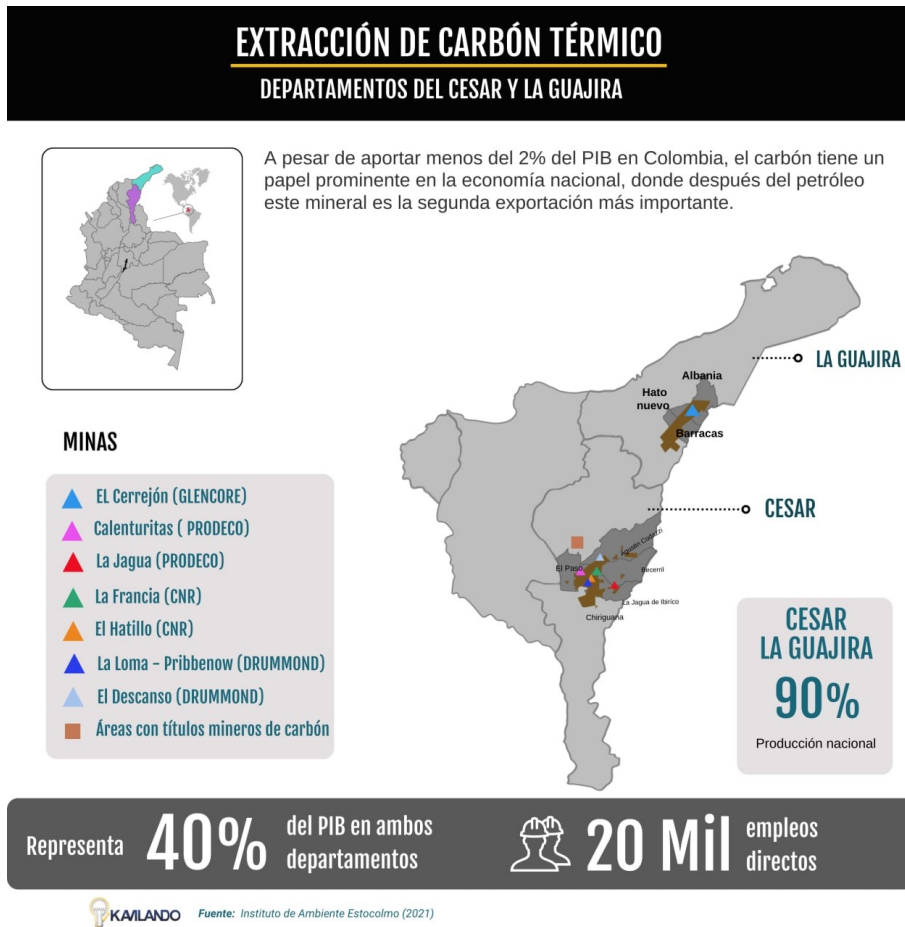 EXTRACCIÓN DE CARBÓN TÉRMICO
DEPARTAMENTOS DEL CESAR Y LA GUAJIRA
A pesar de aportar menos del 2% del PIB en Colombia, el carbón tiene un
papel prominente en la economía nacional, donde después del petróleo
este mineral es la segunda exportación más importante.
LA GUAJIRA
Albania
Hato
nuevo
Barracas
MINAS
EL Cerrejón (GLENCORE)
Calenturitas ( PRODECO)
La Jagua (PRODECO)
La Francia (CNR)
El Hatillo (CNR)
La Loma - Pribbenow (DRUMMOND)
El Descanso (DRUMMOND)
Áreas con títulos mineros de carbón
CESAR
Agustín Codazzi
El Paso
Becerril
La Jagua de Ibirico
Chiriguana
CESAR
LA GUAJIRA
90%
Producción nacional
Representa 40% del PIB en ambos
departamentos
20 Mil empleos
directos
KAVILANDO
Fuente: Instituto de Ambiente Estocolmo (2021)